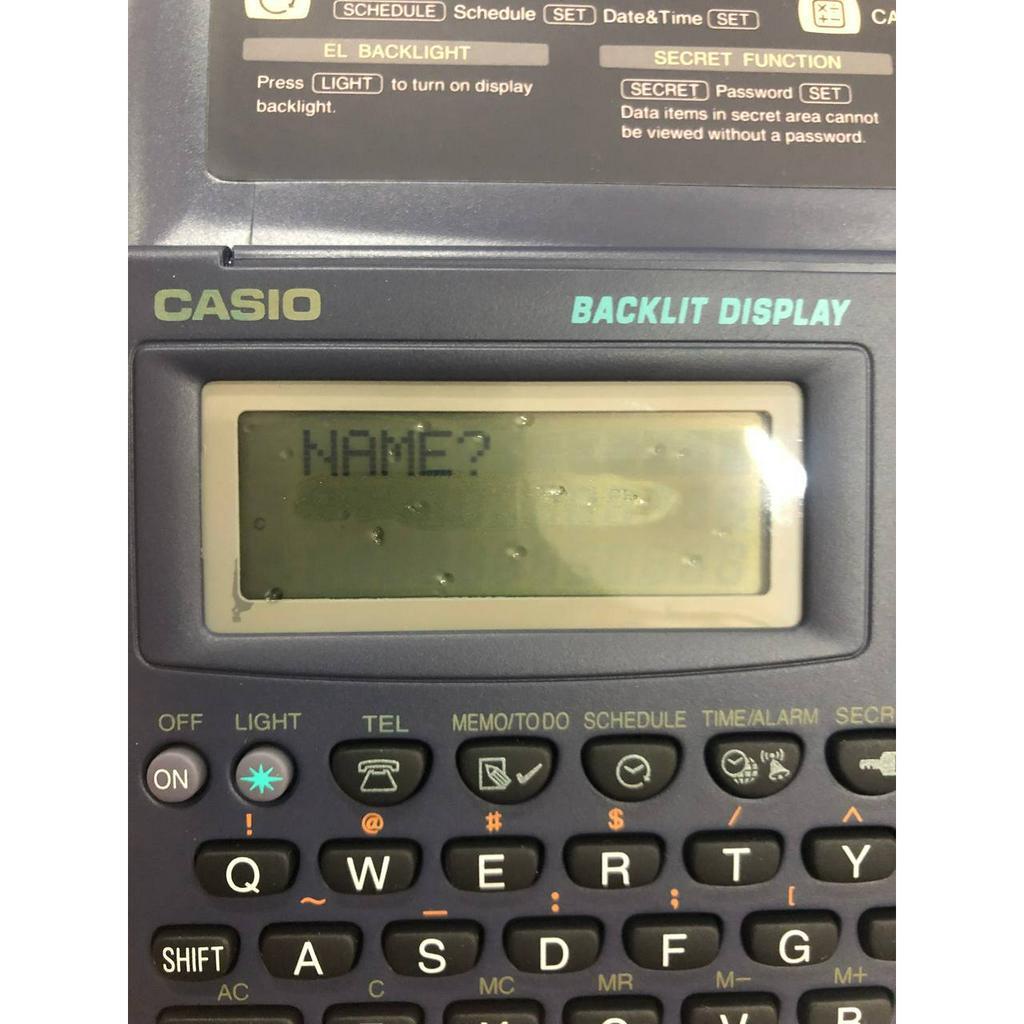 SCHEDULE Schedule SET Date&Time SET
EL BACKLIGHT
Press LIGHT to turn on display
backlight.
SECRET FUNCTION
SECRET Password SET
Data items in secret area cannot
be viewed without a password.
CASIO
BACKLIT DISPLAY
NAME?
OFF LIGHT TEL MEMO/TO DO SCHEDULE TIME/ALARM
ON
! @ # $ / ^
Q W E R T Y
~ _ : ; [
SHIFT A S D F G
AC C MC MR M− M+